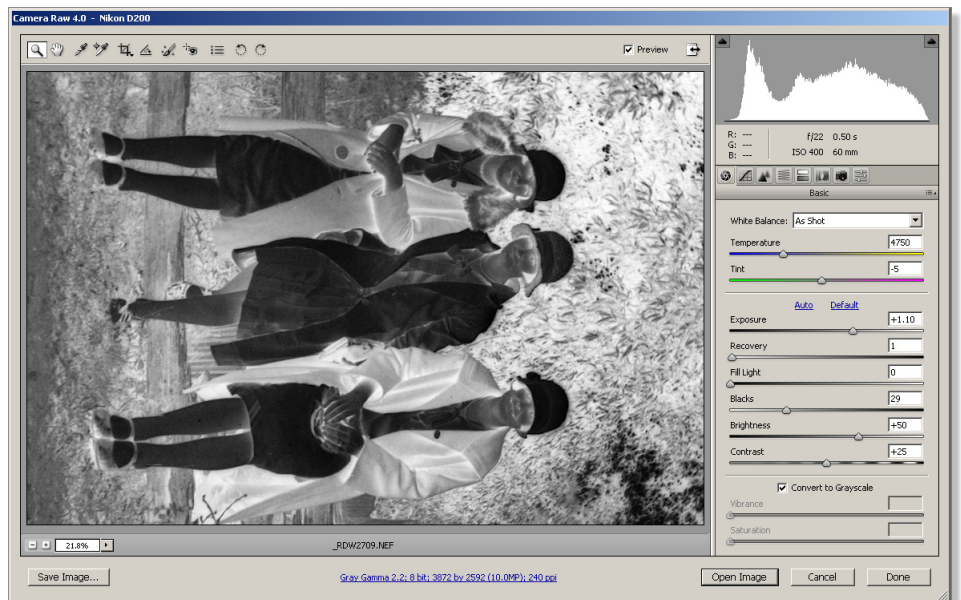 Camera Raw 4.0 - Nikon D200
Preview
R: ---
G: ---
B: ---
f/22 0.50 s
ISO 400 60 mm
Basic
White Balance: As Shot
Temperature 4750
Tint -5
Auto Default
Exposure +1.10
Recovery 1
Fill Light 0
Blacks 29
Brightness +50
Contrast +25
Convert to Grayscale
Vibrance
Saturation
21.8%
_RDW2709.NEF
Save Image...
Gray Gamma 2.2; 8 bit; 3872 by 2592 (10.0MP); 240 ppi
Open Image
Cancel
Done